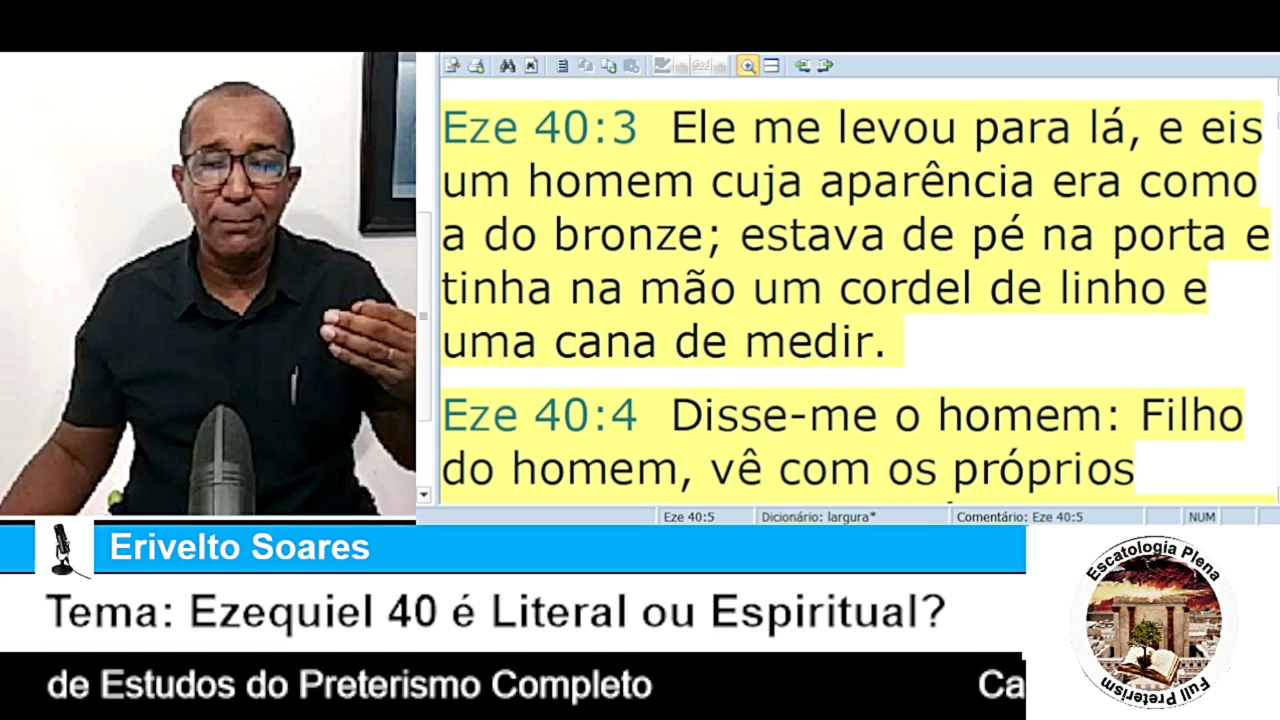 Eze 40:3 Ele me levou para lá, e eis
um homem cuja aparência era como
a do bronze; estava de pé na porta e
tinha na mão um cordel de linho e
uma cana de medir.
Eze 40:4 Disse-me o homem: Filho
do homem, vê com os próprios
Eze 40:5 Dicionário: largura* Comentário: Eze 40:5 NUM
Erivelto Soares
Tema: Ezequiel 40 é Literal ou Espiritual?
de Estudos do Preterismo Completo Ca
Escatologia Plena
Full Preterism